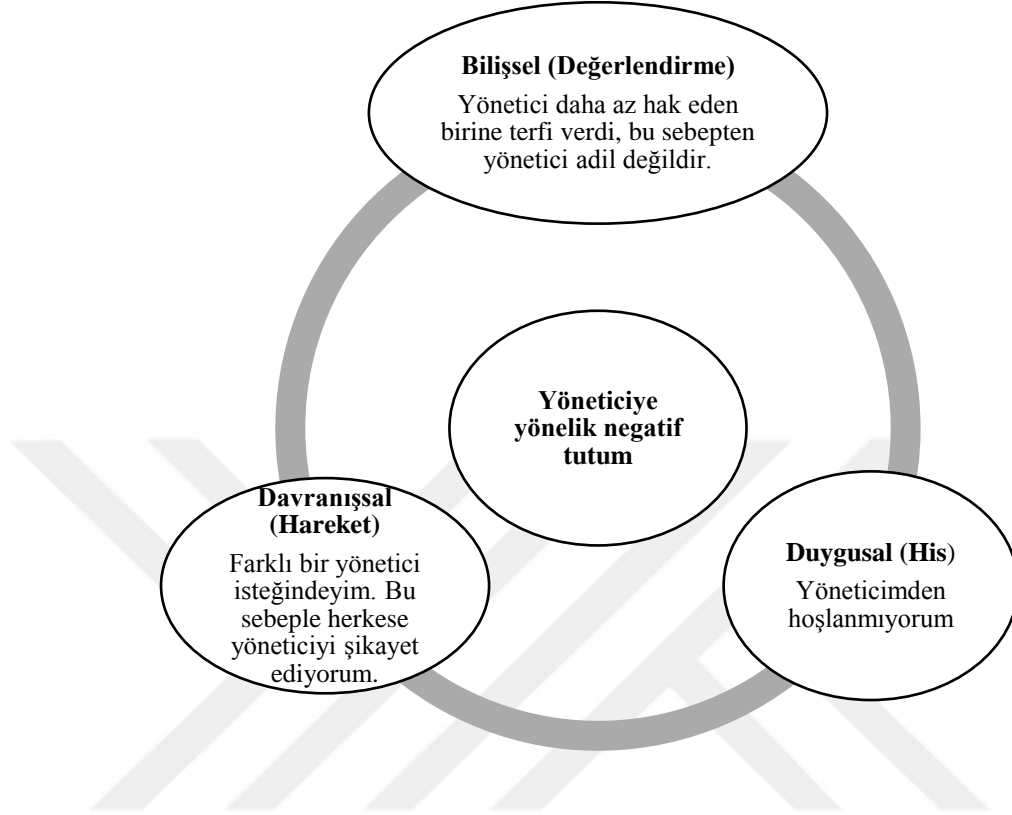 Bilişsel (Değerlendirme)
Yönetici daha az hak eden
birine terfi verdi, bu sebepten
yönetici adil değildir.
Yöneticiye
yönelik negatif
tutum
Davranışsal
(Hareket)
Farklı bir yönetici
isteğindeyim. Bu
sebeple herkese
yöneticiyi şikayet
ediyorum.
Duygusal (His)
Yöneticimden
hoşlanmıyorum